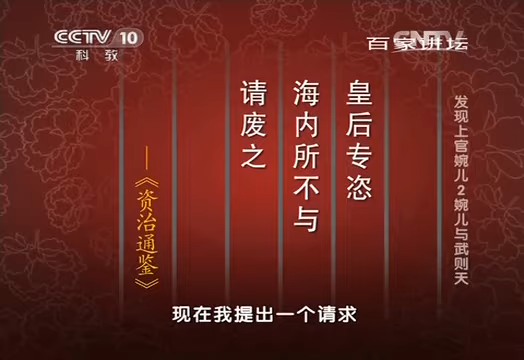 CCTV 10
科教
百家讲坛
CNTV
皇后专恣
海内所不与
请废之
——《资治通鉴》
发现上官婉儿2婉儿与武则天
现在我提出一个请求